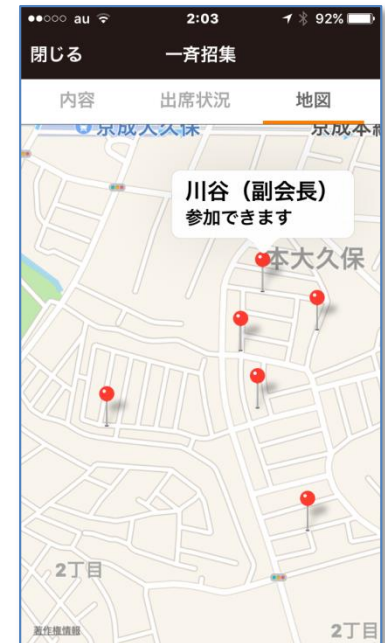 au 2:03 92%
閉じる 一斉招集
内容 出席状況 地図
京成大久保 京成本線
川谷（副会長）
参加できます
本大久保
2丁目
著作権情報 2丁目